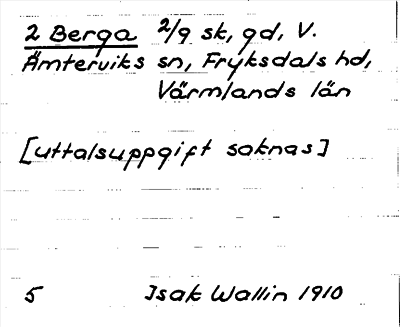 2 Berga 2/9 sk, gd, V.
Ämterviks sn, Fryksdals hd,
Värmlands län
[uttalsuppgift saknas]
5 Isak Wallin 1910